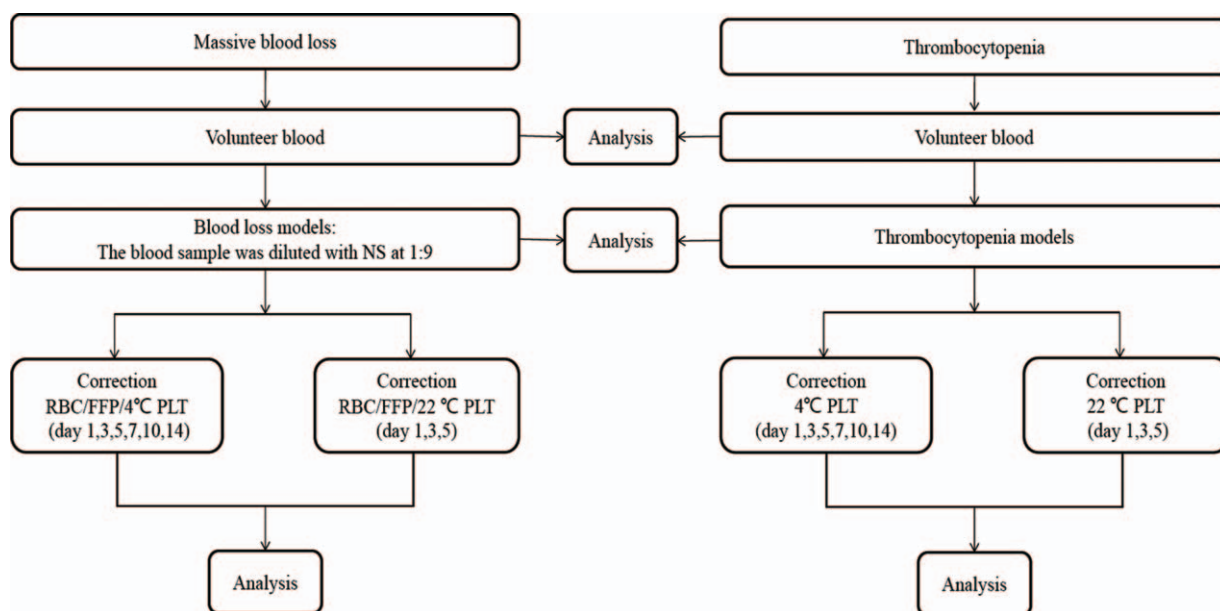 Massive blood loss
Thrombocytopenia
Volunteer blood
Analysis
Volunteer blood
Blood loss models:
The blood sample was diluted with NS at 1:9
Analysis
Thrombocytopenia models
Correction
RBC/FFP/4℃ PLT
(day 1,3,5,7,10,14)
Correction
RBC/FFP/22 ℃ PLT
(day 1,3,5)
Correction
4℃ PLT
(day 1,3,5,7,10,14)
Correction
22 ℃ PLT
(day 1,3,5)
Analysis
Analysis